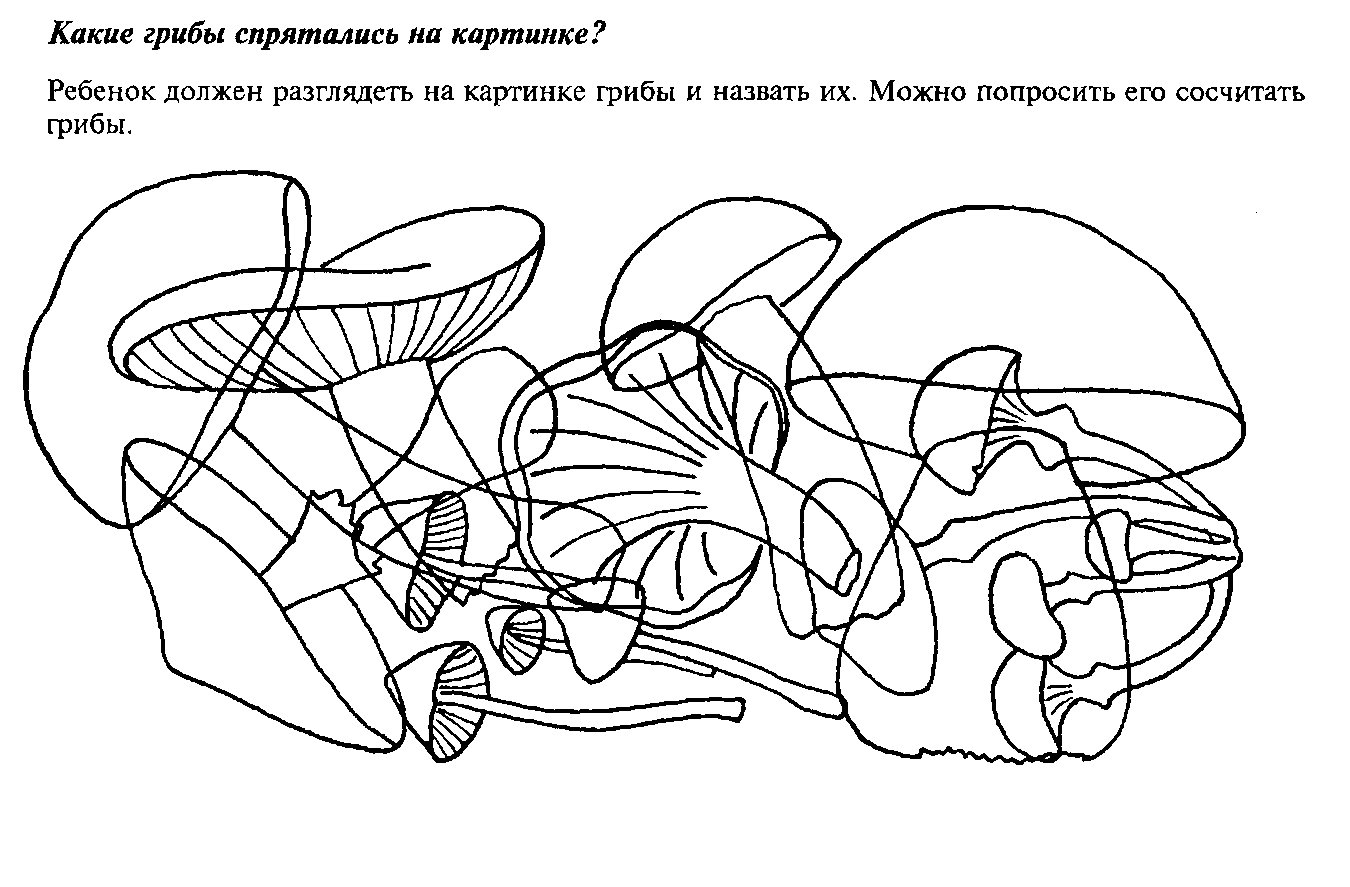 Какие грибы спрятались на картинке?
Ребенок должен разглядеть на картинке грибы и назвать их. Можно попросить его сосчитать
грибы.